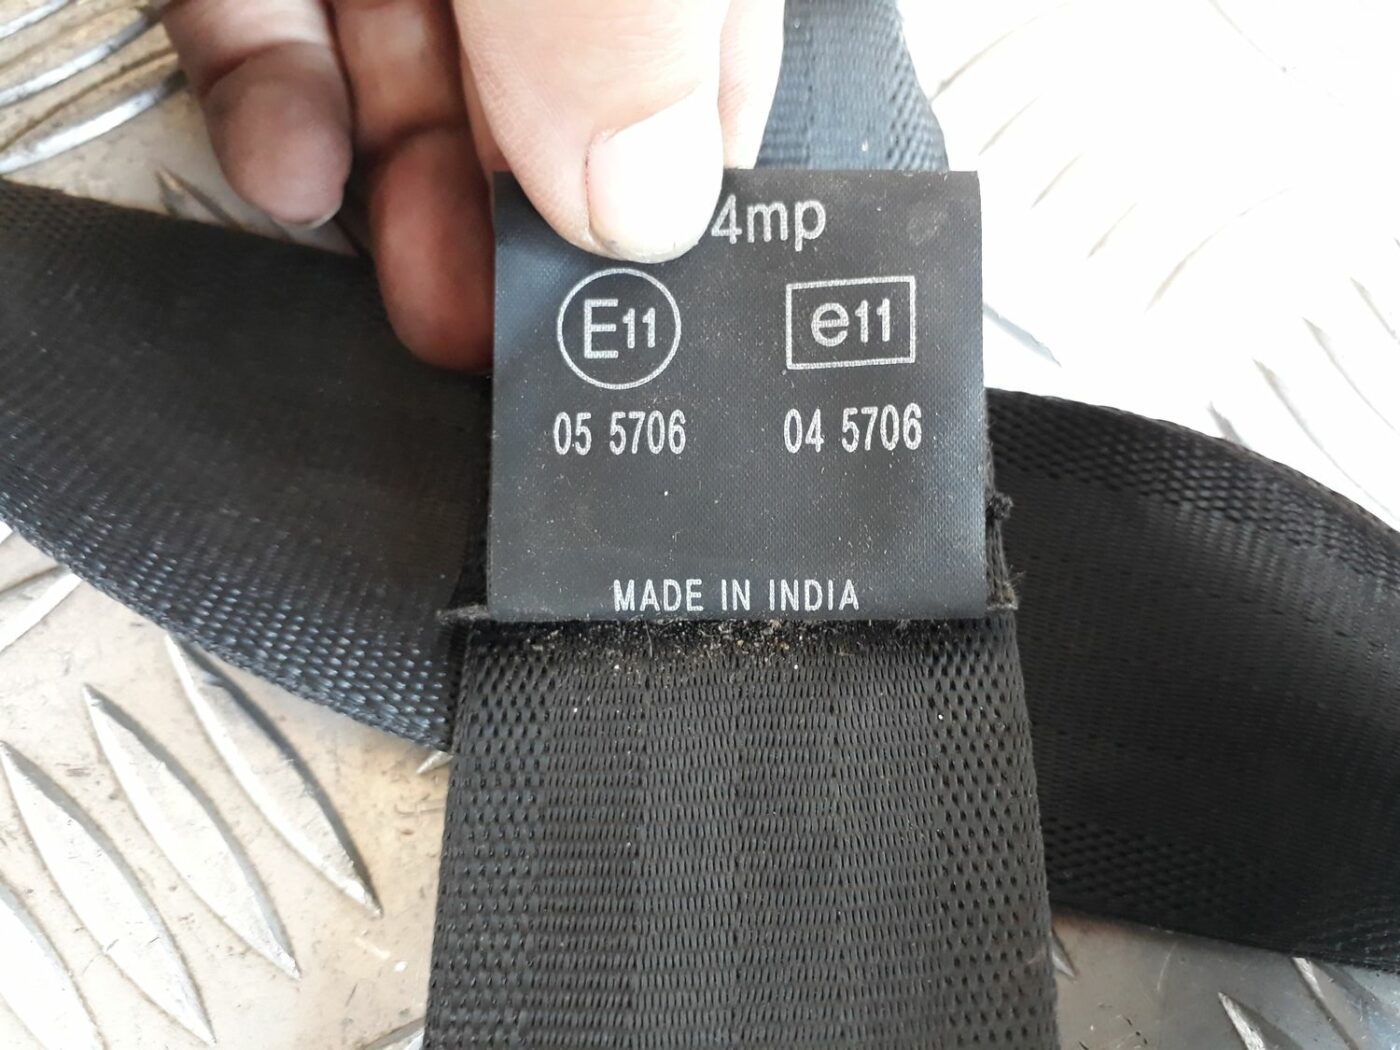 4mp
E11 e11
05 5706 04 5706
MADE IN INDIA